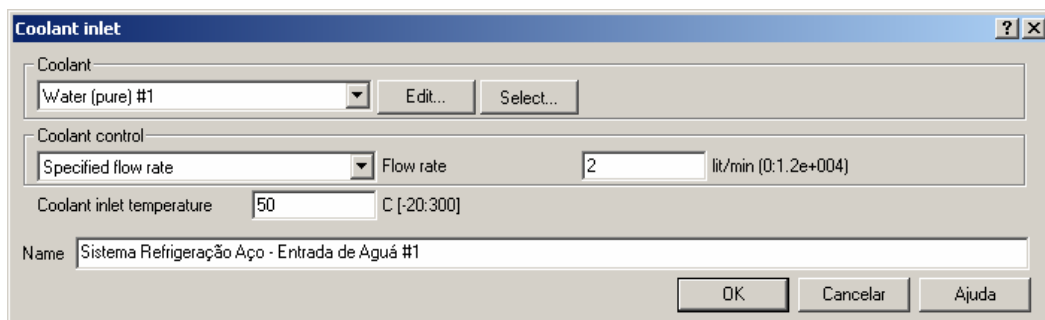 Coolant inlet
Coolant
Water (pure) #1 Edit... Select...
Coolant control
Specified flow rate Flow rate 2 lit/min (0:1.2e+004)
Coolant inlet temperature 50 C [-20:300]
Name Sistema Refrigeração Aço - Entrada de Aguá #1
OK Cancelar Ajuda